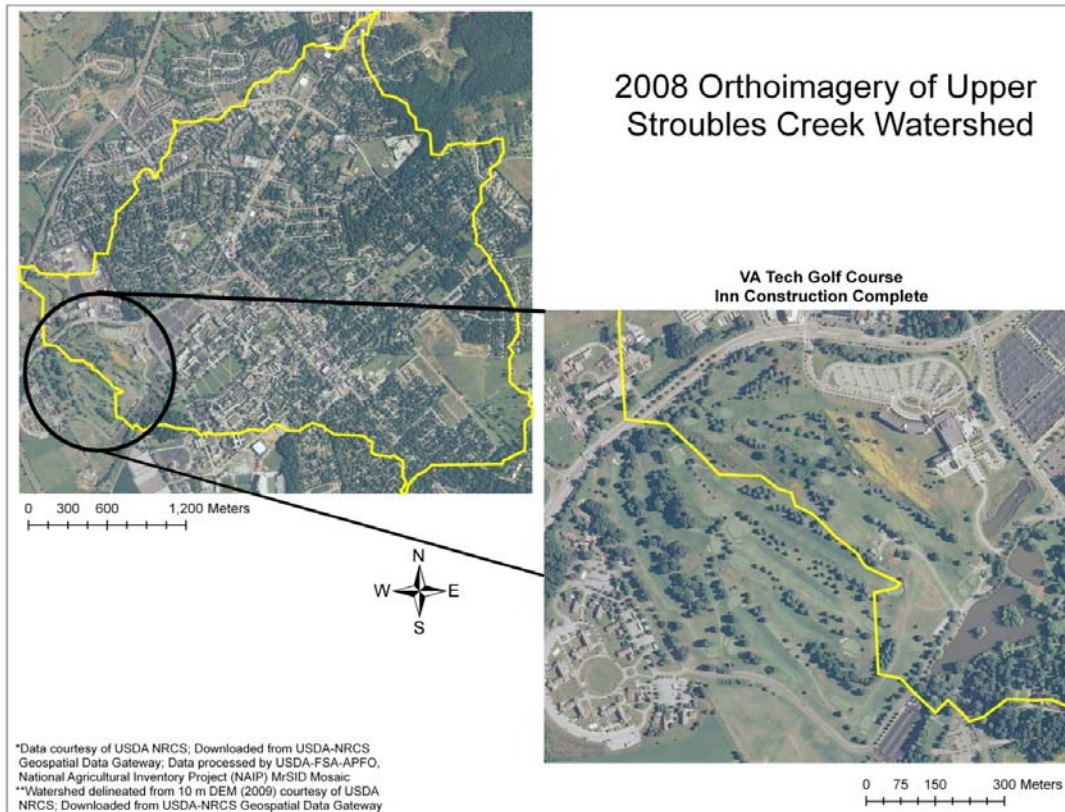 2008 Orthoimagery of Upper
Stroubles Creek Watershed
VA Tech Golf Course
Inn Construction Complete
0 300 600 1,200 Meters
N
W E
S
*Data courtesy of USDA NRCS; Downloaded from USDA-NRCS
Geospatial Data Gateway; Data processed by USDA-FSA-APFO,
National Agricultural Inventory Project (NAIP) MrSID Mosaic
**Watershed delineated from 10 m DEM (2009) courtesy of USDA
NRCS; Downloaded from USDA-NRCS Geospatial Data Gateway
0 75 150 300 Meters